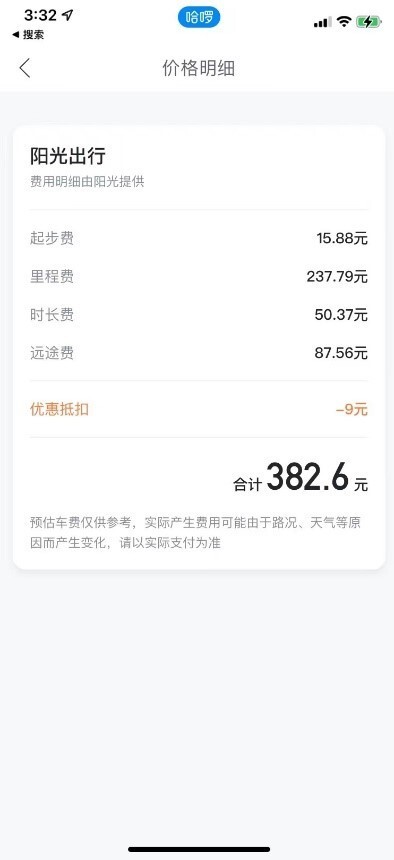 3:32
哈啰
◀ 搜索
价格明细
阳光出行
费用明细由阳光提供
起步费 15.88元
里程费 237.79元
时长费 50.37元
远途费 87.56元
优惠抵扣 -9元
合计 382.6 元
预估车费仅供参考，实际产生费用可能由于路况、天气等原
因而产生变化，请以实际支付为准